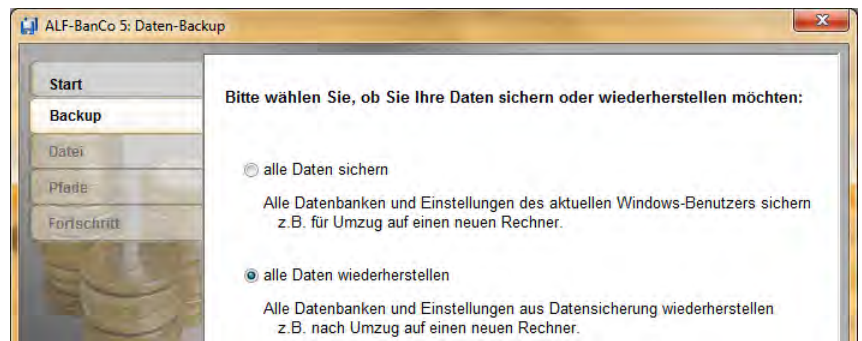 ALF-BanCo 5: Daten-Backup
Start
Backup
Datei
Pfade
Fortschritt
Bitte wählen Sie, ob Sie Ihre Daten sichern oder wiederherstellen möchten:
alle Daten sichern
Alle Datenbanken und Einstellungen des aktuellen Windows-Benutzers sichern
z.B. für Umzug auf einen neuen Rechner.
alle Daten wiederherstellen
Alle Datenbanken und Einstellungen aus Datensicherung wiederherstellen
z.B. nach Umzug auf einen neuen Rechner.